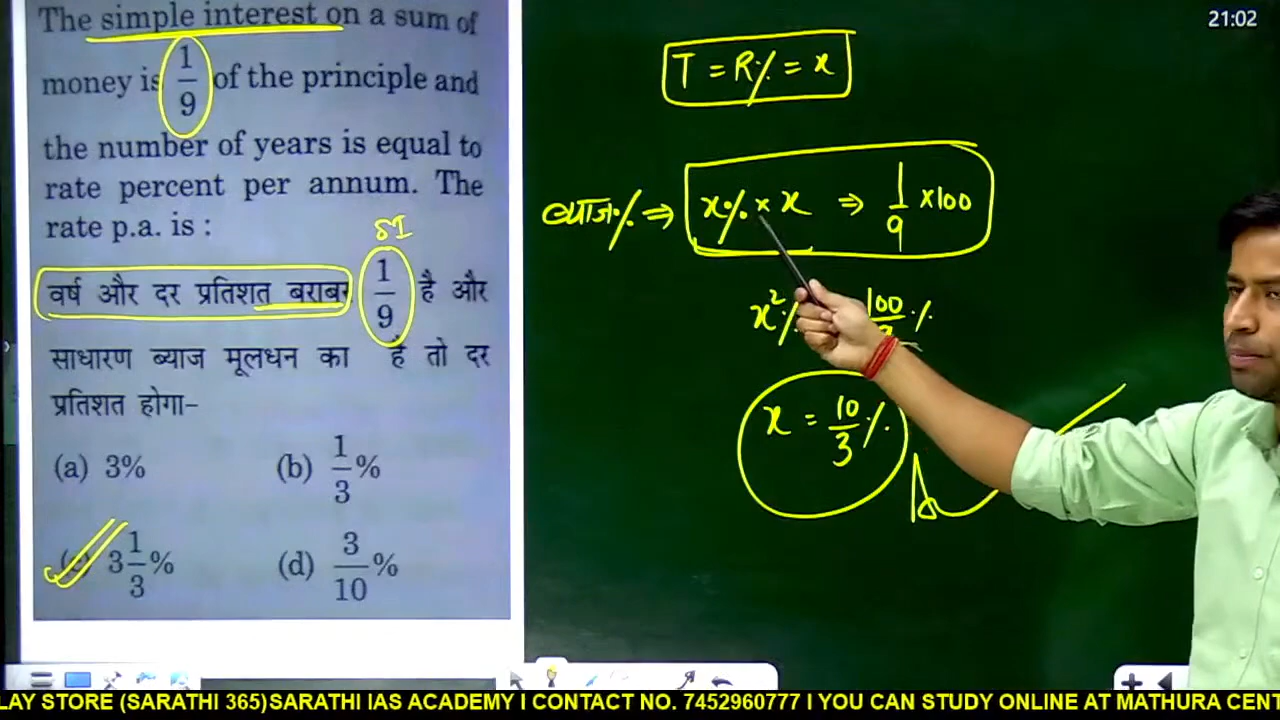 21:02
The simple interest on a sum of
money is 1/9 of the principle and
the number of years is equal to
rate percent per annum. The
rate p.a. is :
SI
वर्ष और दर प्रतिशत बराबर 1/9 है और
साधारण ब्याज मूलधन का है तो दर
प्रतिशत होगा-
(a) 3% (b) 1/3%
(c) 3 1/3% (d) 3/10%
T = R% = x
ब्याज% ⇒ x% × x ⇒ 1/9 × 100
x²% 100/9 %
x = 10/3 %
LAY STORE (SARATHI 365)SARATHI IAS ACADEMY I CONTACT NO. 7452960777 I YOU CAN STUDY ONLINE AT MATHURA CENT